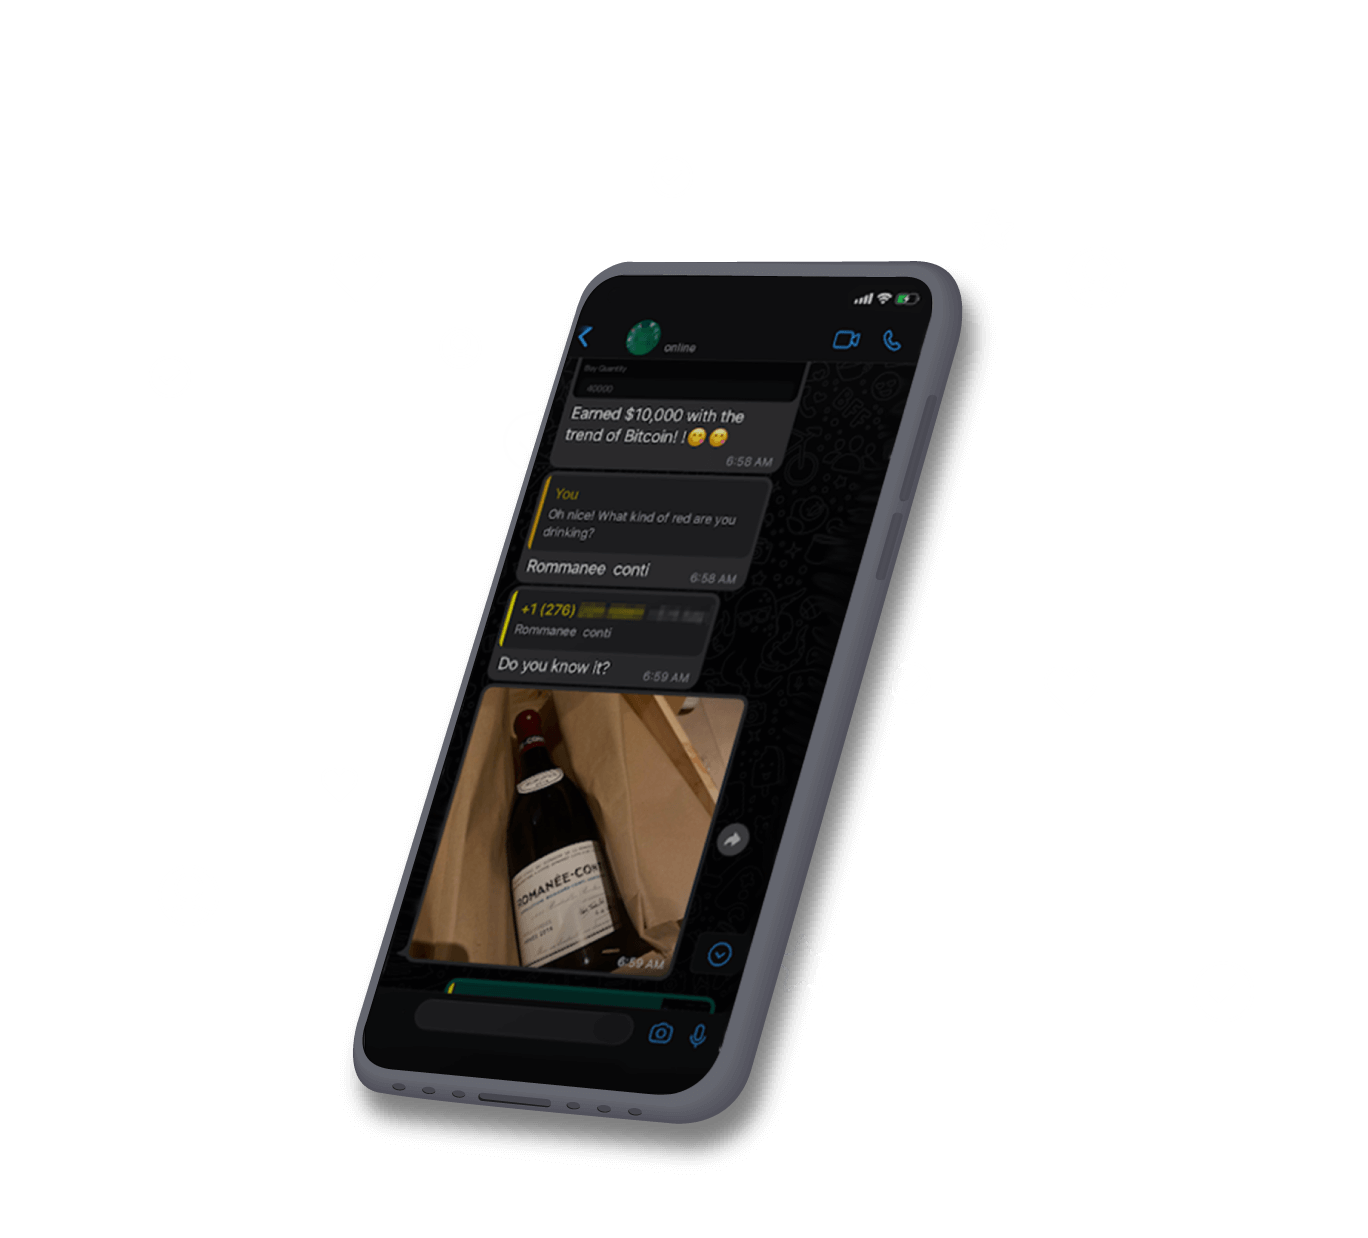 online
Buy Quantity
40000
Earned $10,000 with the
trend of Bitcoin! !😋😋
6:58 AM
You
Oh nice! What kind of red are you
drinking?
Rommanee conti
6:58 AM
+1 (276)
Rommanee conti
Do you know it?
6:59 AM
ROMANÉE-CONT
6:59 AM